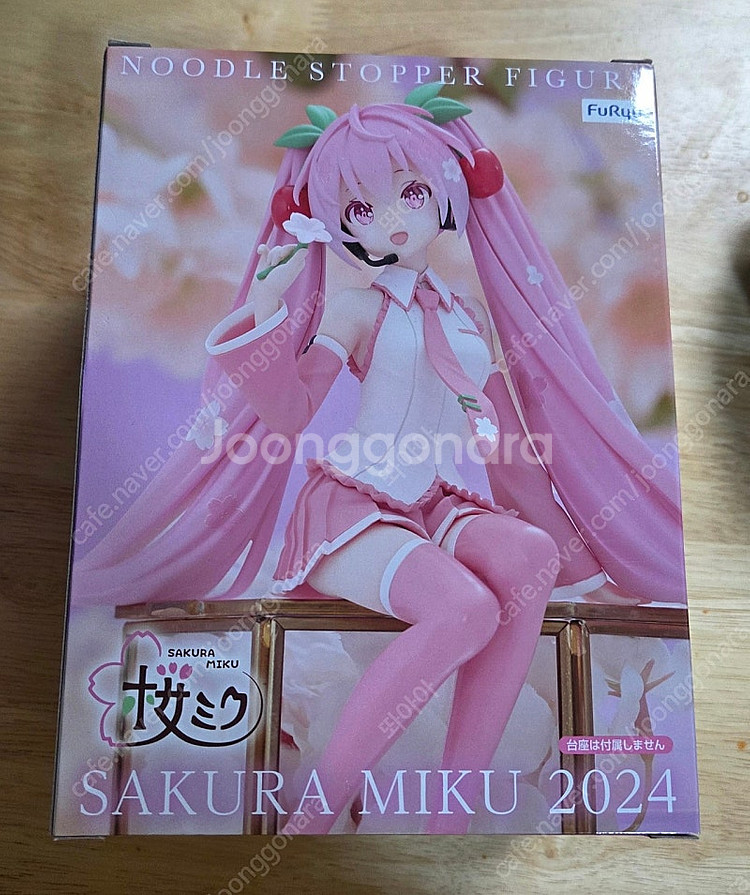 NOODLE STOPPER FIGUR
FuRyu
Joonggonara
SAKURA
MIKU
桜ミク
台座は付属しません
SAKURA MIKU 2024
cafe.naver.com/joonggonara